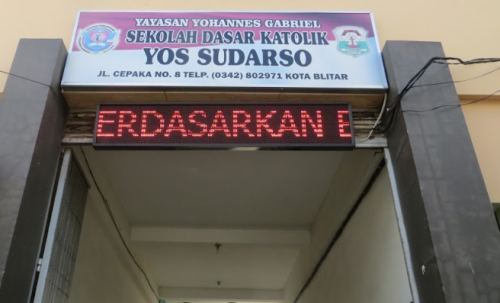 YAYASAN YOHANNES GABRIEL
SEKOLAH DASAR KATOLIK
YOS SUDARSO
JL. CEPAKA NO. 8 TELP. (0342) 802971 KOTA BLITAR
ERDASARKAN